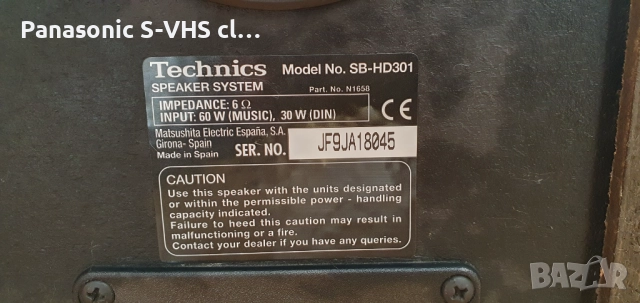 Panasonic S-VHS cl...
Technics Model No. SB-HD301
SPEAKER SYSTEM Part. No. N1658
IMPEDANCE: 6 Ω
INPUT: 60 W (MUSIC), 30 W (DIN)
CE
Matsushita Electric España, S.A.
Girona- Spain
Made in Spain SER. NO. JF9JA18045
CAUTION
Use this speaker with the units designated
or within the permissible power - handling
capacity indicated.
Failure to heed this caution may result in
malfunctioning or a fire.
Contact your dealer if you have any queries.
BAZAR